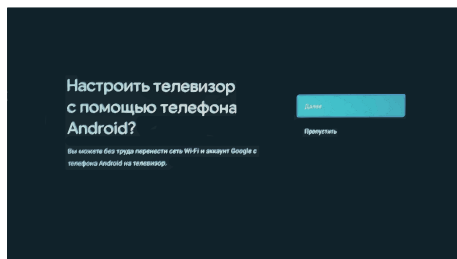 Настроить телевизор
с помощью телефона
Android?
Вы можете без труда перенести сеть Wi-Fi и аккаунт Google с
телефона Android на телевизор.
Далее
Пропустить